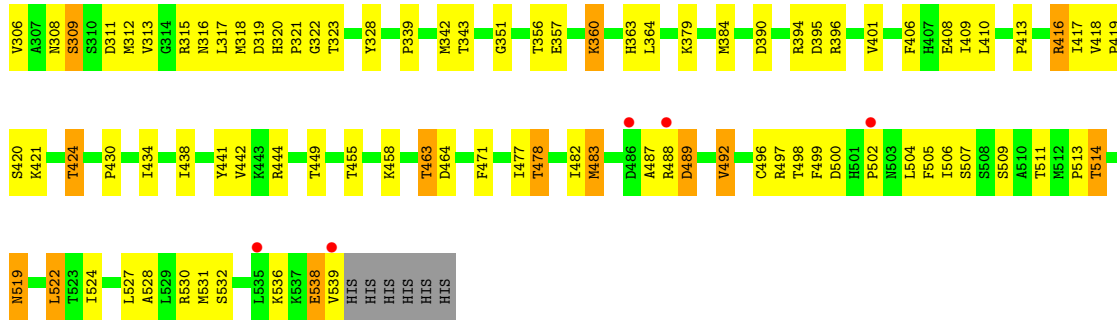 V306 A307 N308 S309 S310 D311 M312 V313 G314 R315 N316 L317 M318 D319 H320 P321 G322 T323 Y328 P339 M342 T343 G351 T356 E357 K360 H363 L364 K379 M384 D390 R394 D395 R396 V401 F406 H407 E408 I409 L410 P413 R416 I417 V418 P419
S420 K421 T424 P430 I434 I438 Y441 V442 K443 R444 T449 T455 K458 T463 D464 F471 I477 T478 I482 M483 D486 A487 R488 D489 V492 C496 R497 T498 F499 D500 H501 P502 N503 L504 F505 I506 S507 S508 S509 A510 T511 M512 P513 T514
N519 L522 T523 I524 L527 A528 L529 R530 M531 S532 L535 K536 K537 E538 V539 HIS HIS HIS HIS HIS HIS